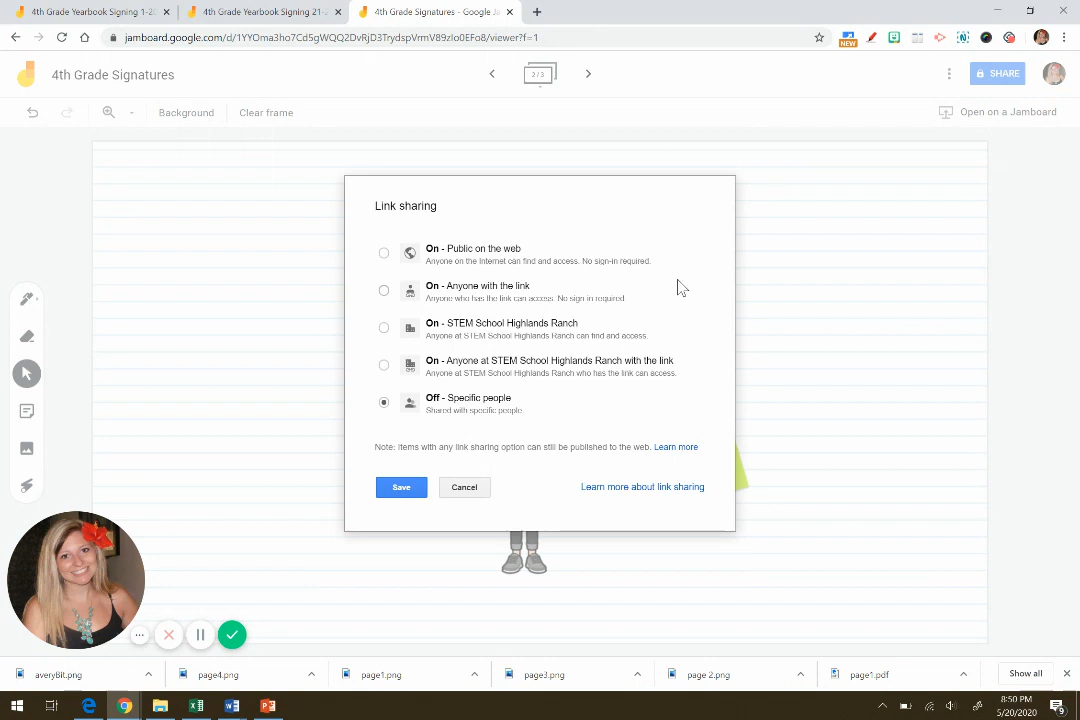 4th Grade Yearbook Signing 1-20
4th Grade Yearbook Signing 21-
4th Grade Signatures - Google Ja
jamboard.google.com/d/1YYOma3ho7Cd5gWQQ2DvRjD3TrydspVrmV89zIo0EFo8/viewer?f=1
NEW
4th Grade Signatures
2/3
SHARE
Background
Clear frame
Open on a Jamboard
Link sharing
On - Public on the web
Anyone on the Internet can find and access. No sign-in required.
On - Anyone with the link
Anyone who has the link can access. No sign in required
On - STEM School Highlands Ranch
Anyone at STEM School Highlands Ranch can find and access.
On - Anyone at STEM School Highlands Ranch with the link
Anyone at STEM School Highlands Ranch who has the link can access.
Off - Specific people
Shared with specific people
Note: Items with any link sharing option can still be published to the web. Learn more
Save
Cancel
Learn more about link sharing
averyBit.png
page4.png
page1.png
page3.png
page 2.png
page1.pdf
Show all
8:50 PM
5/20/2020
9